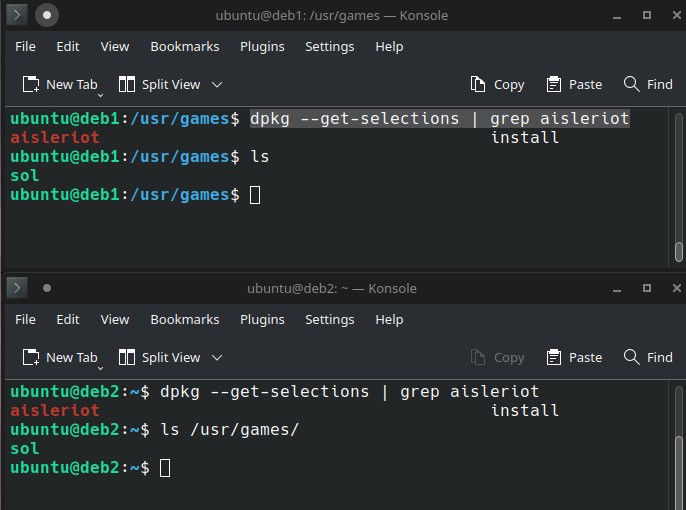 ubuntu@deb1: /usr/games — Konsole
File Edit View Bookmarks Plugins Settings Help
New Tab Split View Copy Paste Find
ubuntu@deb1:/usr/games$ dpkg --get-selections | grep aisleriot
aisleriot install
ubuntu@deb1:/usr/games$ ls
sol
ubuntu@deb1:/usr/games$
ubuntu@deb2: ~ — Konsole
File Edit View Bookmarks Plugins Settings Help
New Tab Split View Copy Paste Find
ubuntu@deb2:~$ dpkg --get-selections | grep aisleriot
aisleriot install
ubuntu@deb2:~$ ls /usr/games/
sol
ubuntu@deb2:~$